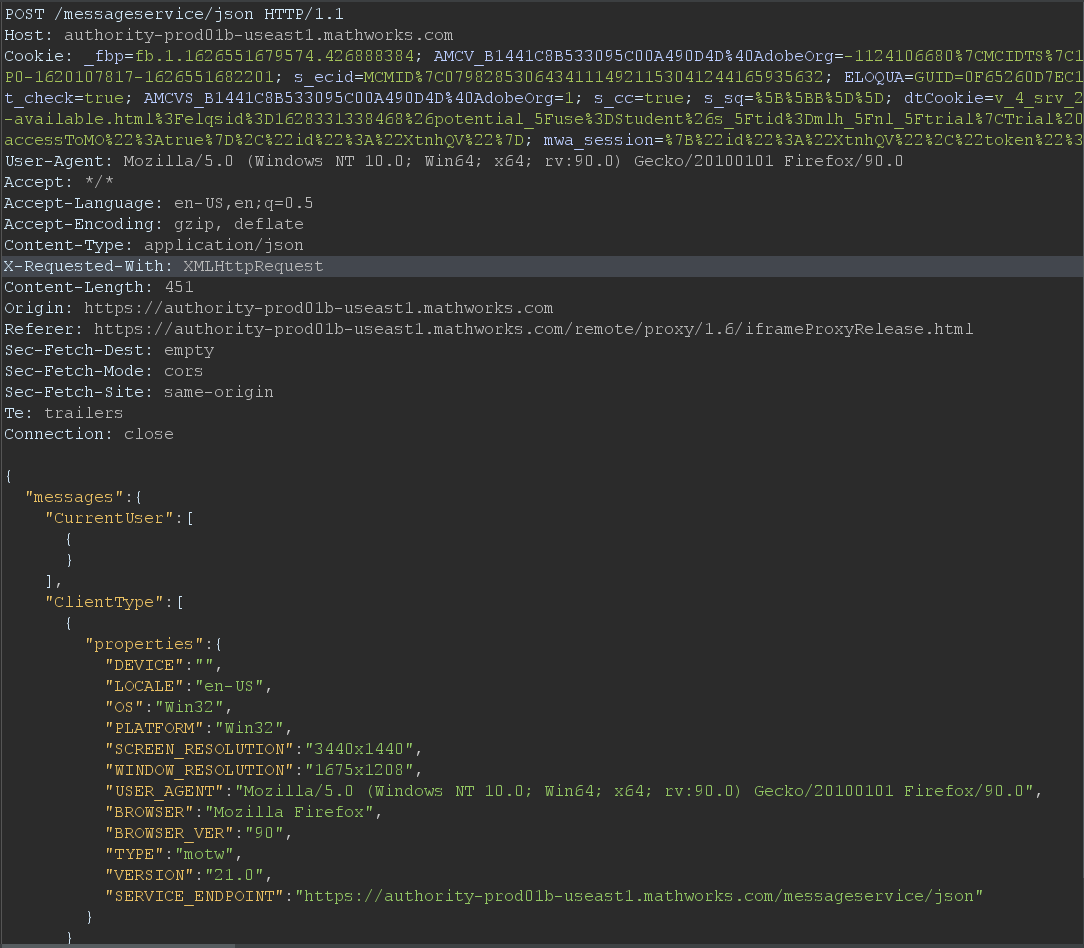 POST /messageservice/json HTTP/1.1
Host: authority-prod01b-useast1.mathworks.com
Cookie: _fbp=fb.1.1626551679574.426888384; AMCV_B1441C8B533095C00A490D4D%40AdobeOrg=-1124106680%7CMCIDTS%7C1
P0-1620107817-1626551682201; s_ecid=MCMID%7C07982853064341114921153041244165935632; ELOQUA=GUID=0F65260D7EC1
t_check=true; AMCVS_B1441C8B533095C00A490D4D%40AdobeOrg=1; s_cc=true; s_sq=%5B%5BB%5D%5D; dtCookie=v_4_srv_2
-available.html%3Felqsid%3D1628331338468%26potential_5Fuse%3DStudent%26s_5Ftid%3Dmlh_5Fnl_5Ftrial%7CTrial%20
accessToMO%22%3Atrue%7D%2C%22id%22%3A%22XtnhQV%22%7D; mwa_session=%7B%22id%22%3A%22XtnhQV%22%2C%22token%22%3
User-Agent: Mozilla/5.0 (Windows NT 10.0; Win64; x64; rv:90.0) Gecko/20100101 Firefox/90.0
Accept: */*
Accept-Language: en-US,en;q=0.5
Accept-Encoding: gzip, deflate
Content-Type: application/json
X-Requested-With: XMLHttpRequest
Content-Length: 451
Origin: https://authority-prod01b-useast1.mathworks.com
Referer: https://authority-prod01b-useast1.mathworks.com/remote/proxy/1.6/iframeProxyRelease.html
Sec-Fetch-Dest: empty
Sec-Fetch-Mode: cors
Sec-Fetch-Site: same-origin
Te: trailers
Connection: close
{
"messages":{
"CurrentUser":[
{
}
],
"ClientType":[
{
"properties":{
"DEVICE":"",
"LOCALE":"en-US",
"OS":"Win32",
"PLATFORM":"Win32",
"SCREEN_RESOLUTION":"3440x1440",
"WINDOW_RESOLUTION":"1675x1208",
"USER_AGENT":"Mozilla/5.0 (Windows NT 10.0; Win64; x64; rv:90.0) Gecko/20100101 Firefox/90.0",
"BROWSER":"Mozilla Firefox",
"BROWSER_VER":"90",
"TYPE":"motw",
"VERSION":"21.0",
"SERVICE_ENDPOINT":"https://authority-prod01b-useast1.mathworks.com/messageservice/json"
}
}